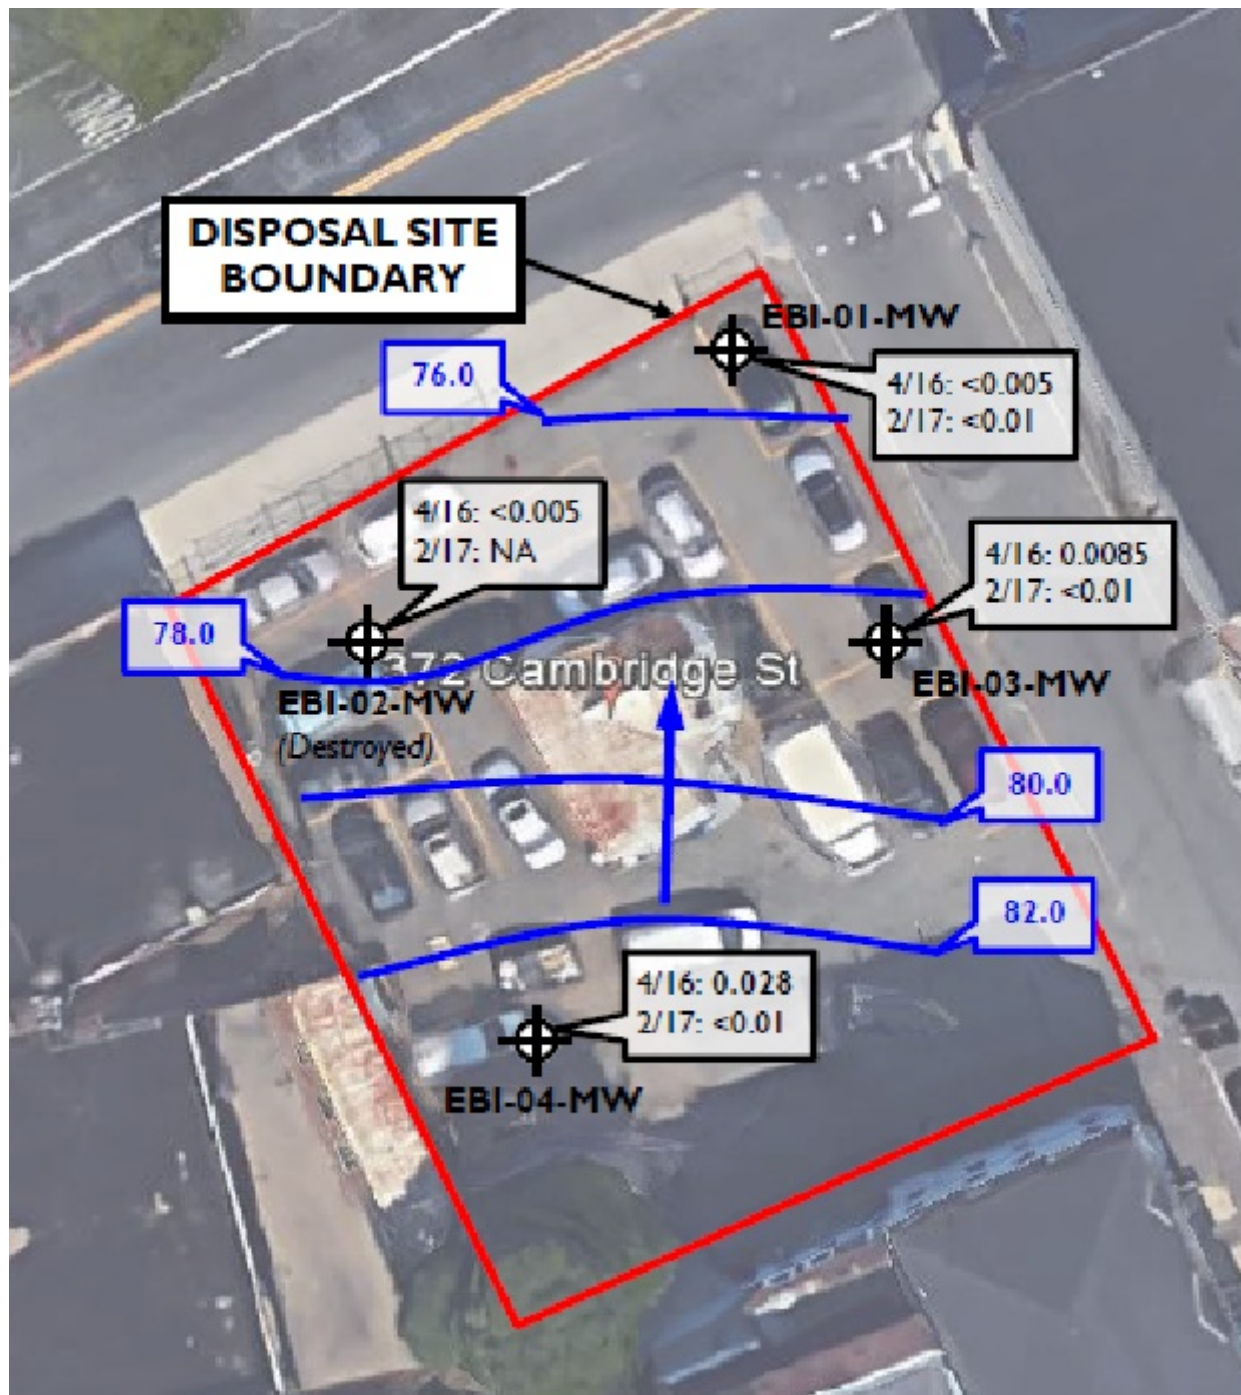 ONLY
DISPOSAL SITE
BOUNDARY
EBI-01-MW
76.0
4/16: <0.005
2/17: <0.01
4/16: <0.005
2/17: NA
4/16: 0.0085
2/17: <0.01
78.0
372 Cambridge St
EBI-02-MW
(Destroyed)
EBI-03-MW
80.0
82.0
4/16: 0.028
2/17: <0.01
EBI-04-MW